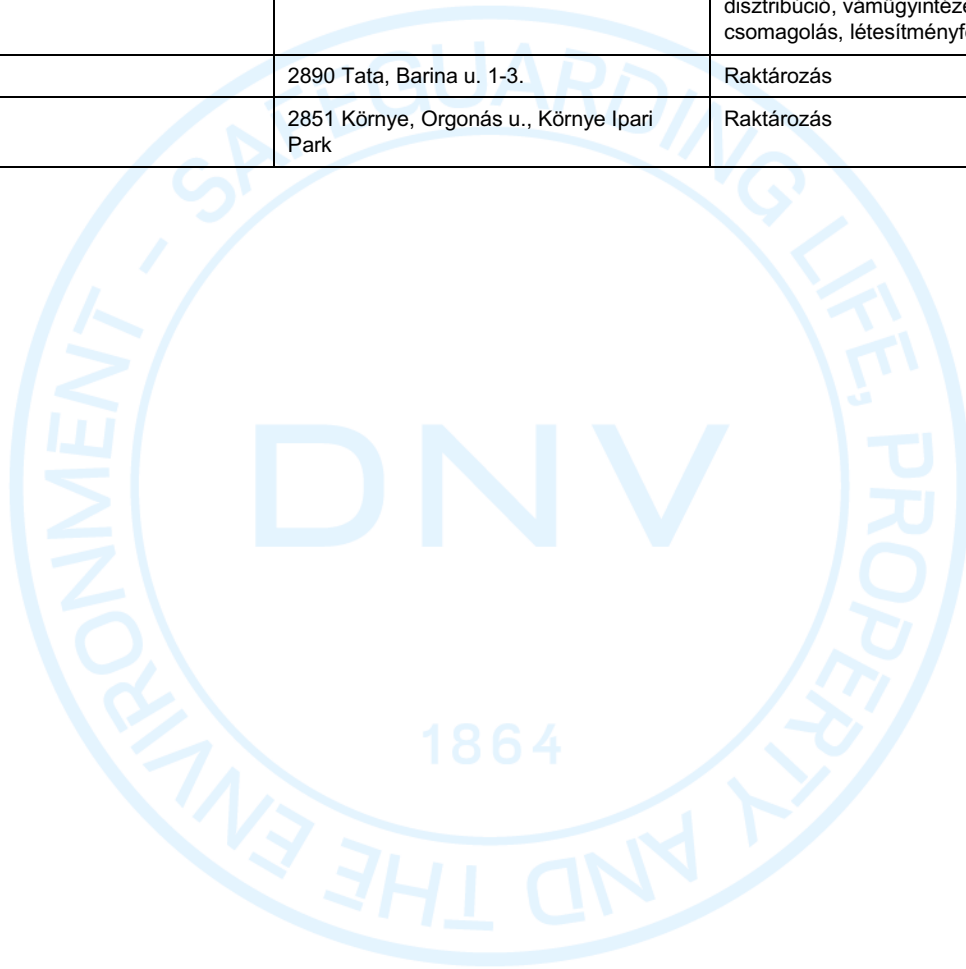 disztribúció, vámügyintézé
csomagolás, létesítményf
2890 Tata, Barina u. 1-3.
Raktározás
2851 Környe, Orgonás u., Környe Ipari
Park
Raktározás
SAFEGUARDING LIFE, PROPERTY AND THE ENVIRONMENT -
DNV
1864